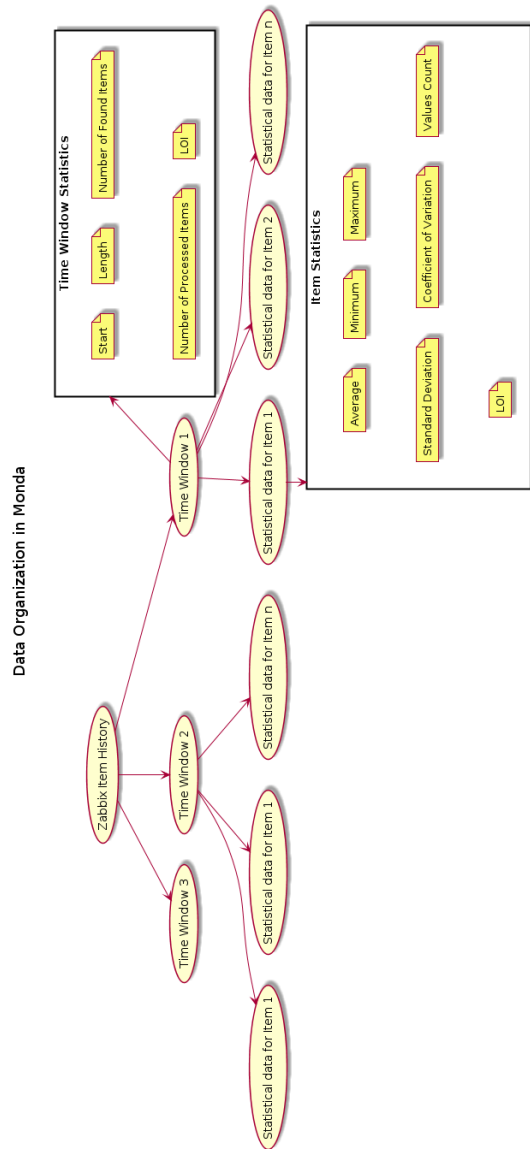 Data Organization in Monda
Zabbix Item History
Time Window Statistics
Start
Length
Number of Found Items
Number of Processed Items
LOI
Time Window 3
Time Window 2
Time Window 1
Statistical data for Item 1
Statistical data for Item 1
Statistical data for Item n
Statistical data for Item 1
Statistical data for Item 2
Statistical data for Item n
Item Statistics
Average
Minimum
Maximum
Standard Deviation
Coefficient of Variation
Values Count
LOI